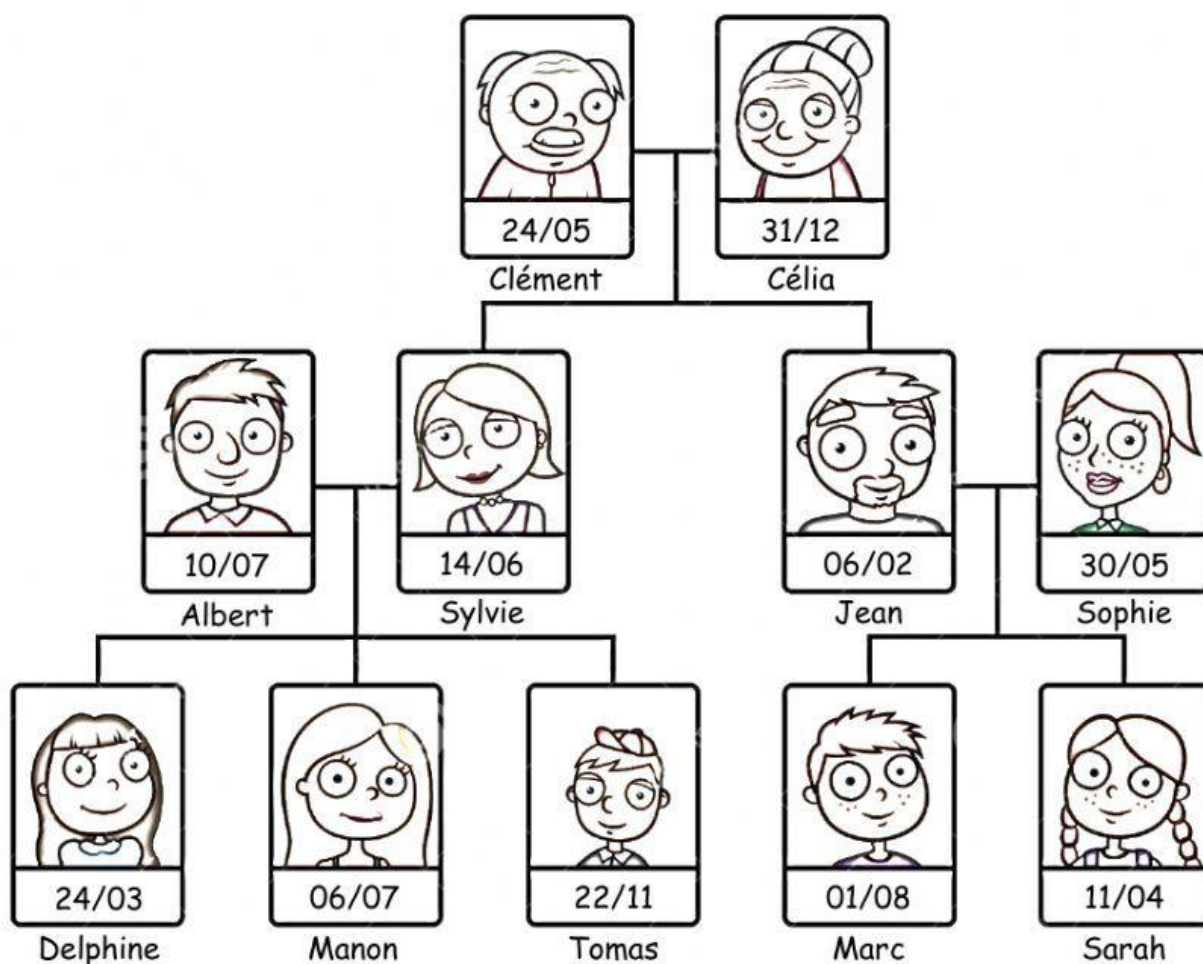 24/05 31/12
Clément Célia
10/07 14/06 06/02 30/05
Albert Sylvie Jean Sophie
24/03 06/07 22/11 01/08 11/04
Delphine Manon Tomas Marc Sarah